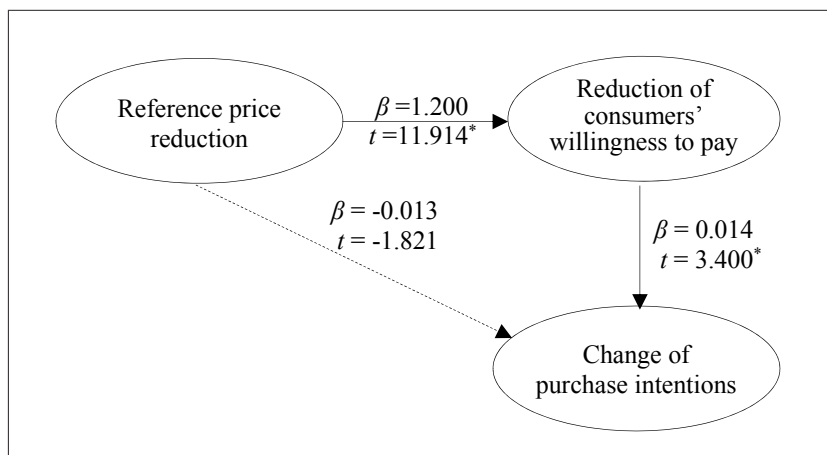 Reference price
reduction
β =1.200
t =11.914*
Reduction of
consumers’
willingness to pay
β = -0.013
t = -1.821
β = 0.014
t = 3.400*
Change of
purchase intentions